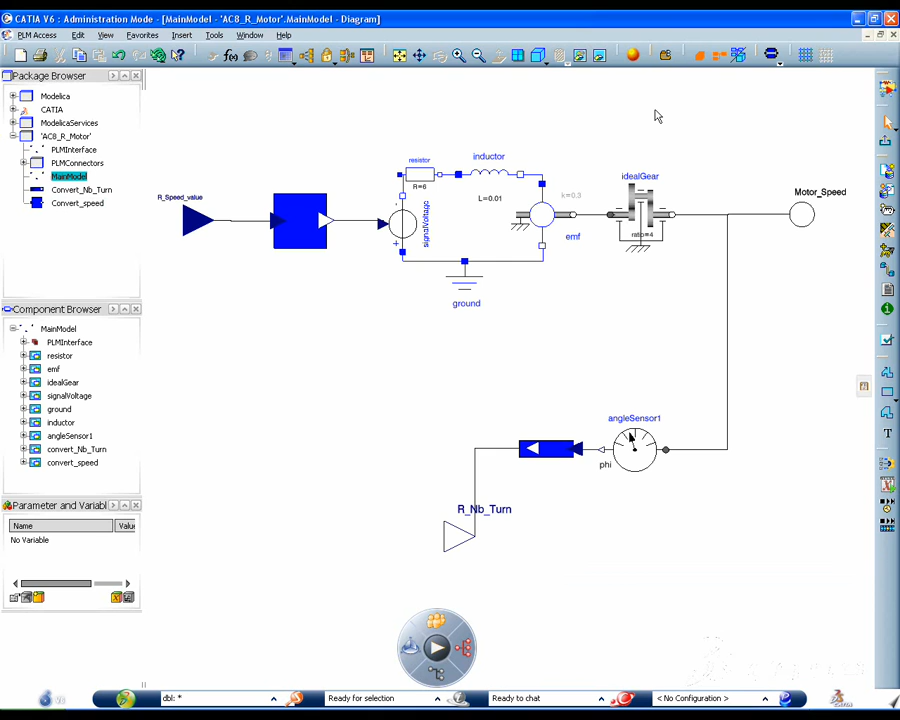 CATIA V6 : Administration Mode - [MainModel - 'AC8_R_Motor'.MainModel - Diagram]
PLM Access Edit View Favorites Insert Tools Window Help
Package Browser
Modelica
CATIA
ModelicaServices
'AC8_R_Motor'
PLMInterface
PLMConnectors
MainModel
Convert_Nb_Turn
Convert_speed
Component Browser
MainModel
PLMInterface
resistor
emf
idealGear
signalVoltage
ground
inductor
angleSensor1
convert_Nb_Turn
convert_speed
Parameter and Variabl
Name Value
No Variable
R_Speed_value
resistor
R=6
inductor
L=0.01
signalVoltage
-
+
ground
k=0.3
emf
idealGear
ratio=4
Motor_Speed
angleSensor1
phi
R_Nb_Turn
V6
dbl: *
Ready for selection
Ready to chat
< No Configuration >
CATIA